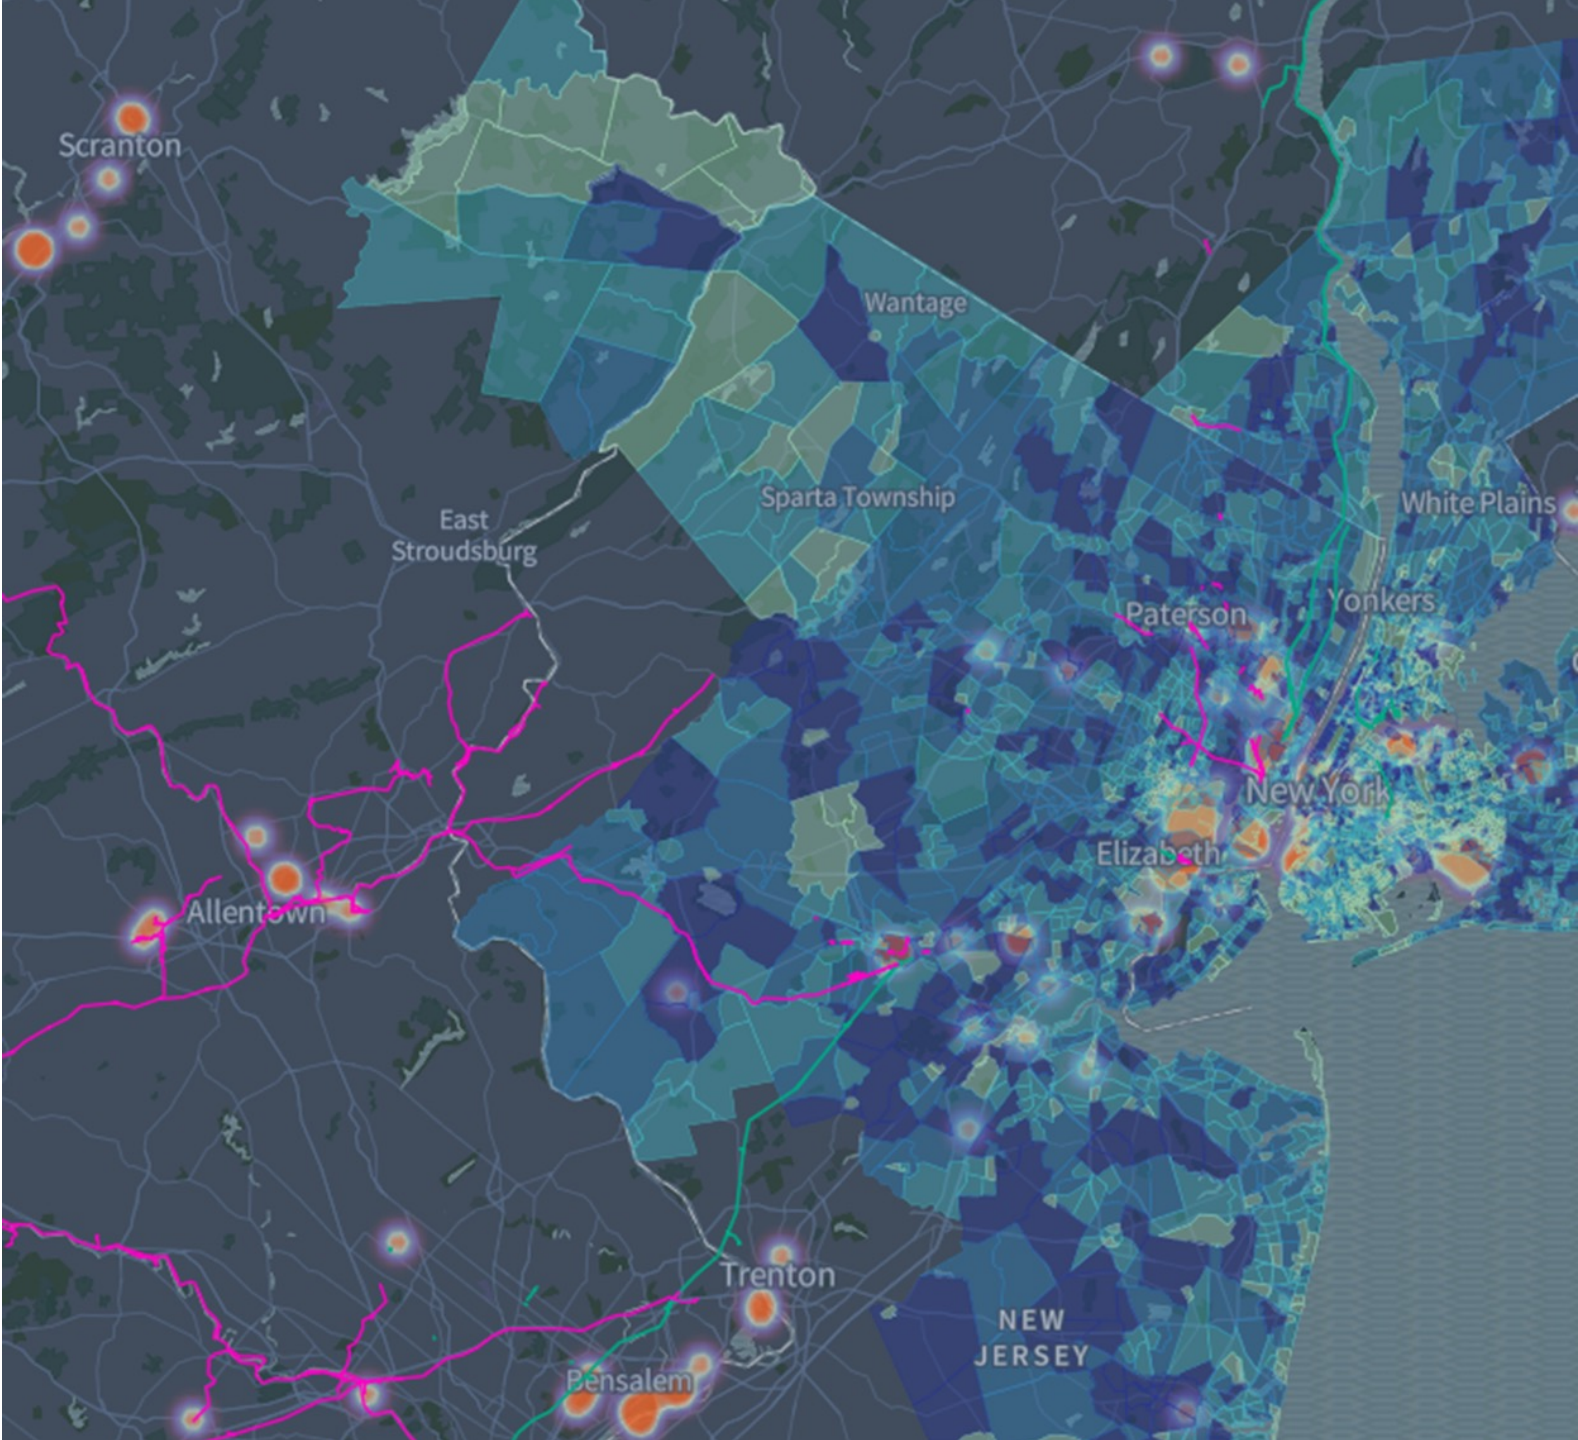 Scranton
Wantage
Sparta Township
White Plains
East
Stroudsburg
Paterson
Yonkers
New York
Elizabeth
Allentown
Trenton
NEW
JERSEY
Bensalem